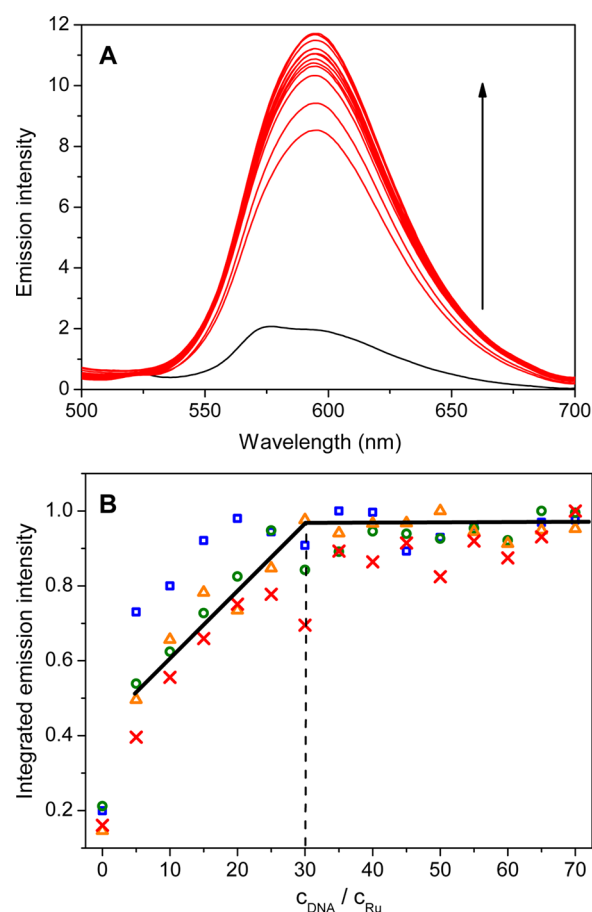 A
12
10
8
6
4
2
0
Emission intensity
500 550 600 650 700
Wavelength (nm)
B
1.0
0.8
0.6
0.4
0.2
Integrated emission intensity
0 10 20 30 40 50 60 70
c_DNA / c_Ru